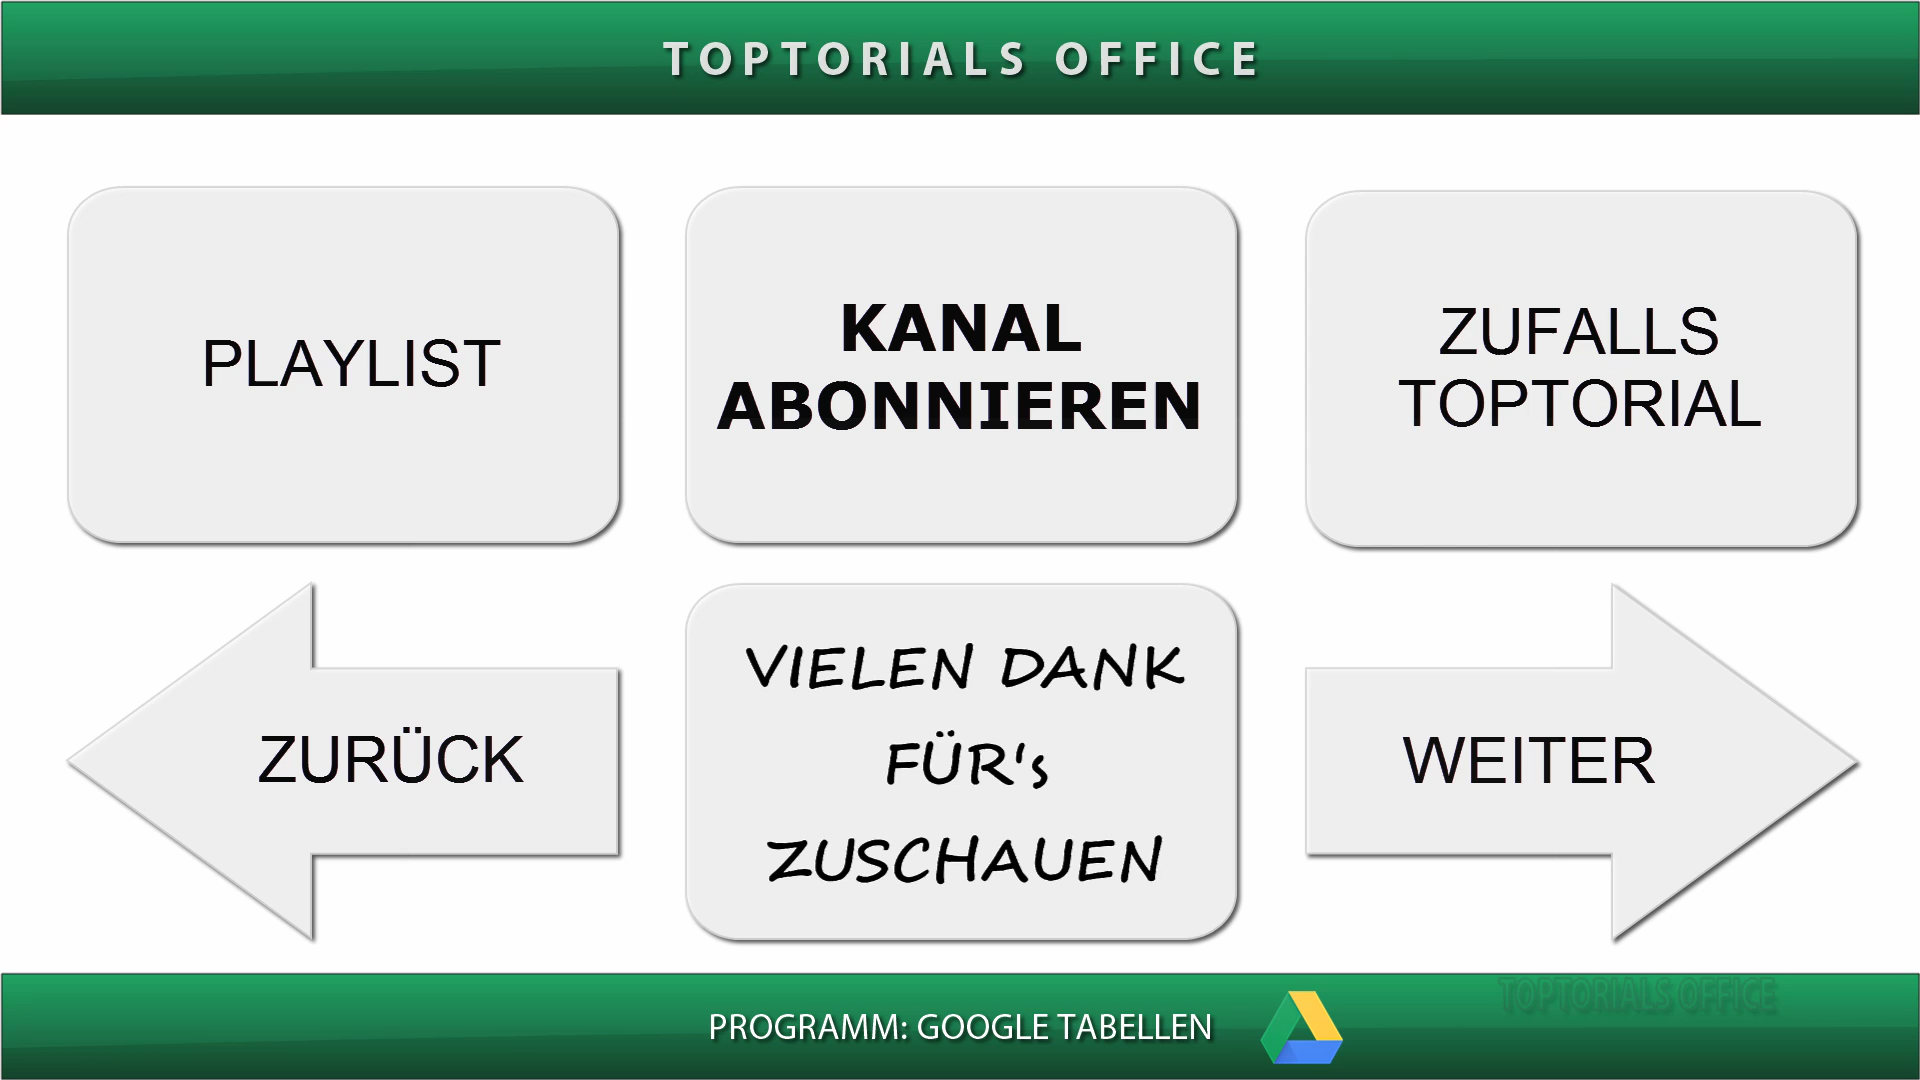 TOPTORIALS OFFICE
PLAYLIST
KANAL
ABONNIEREN
ZUFALLS
TOPTORIAL
ZURÜCK
VIELEN DANK
FÜR's
ZUSCHAUEN
WEITER
PROGRAMM: GOOGLE TABELLEN
TOPTORIALS OFFICE